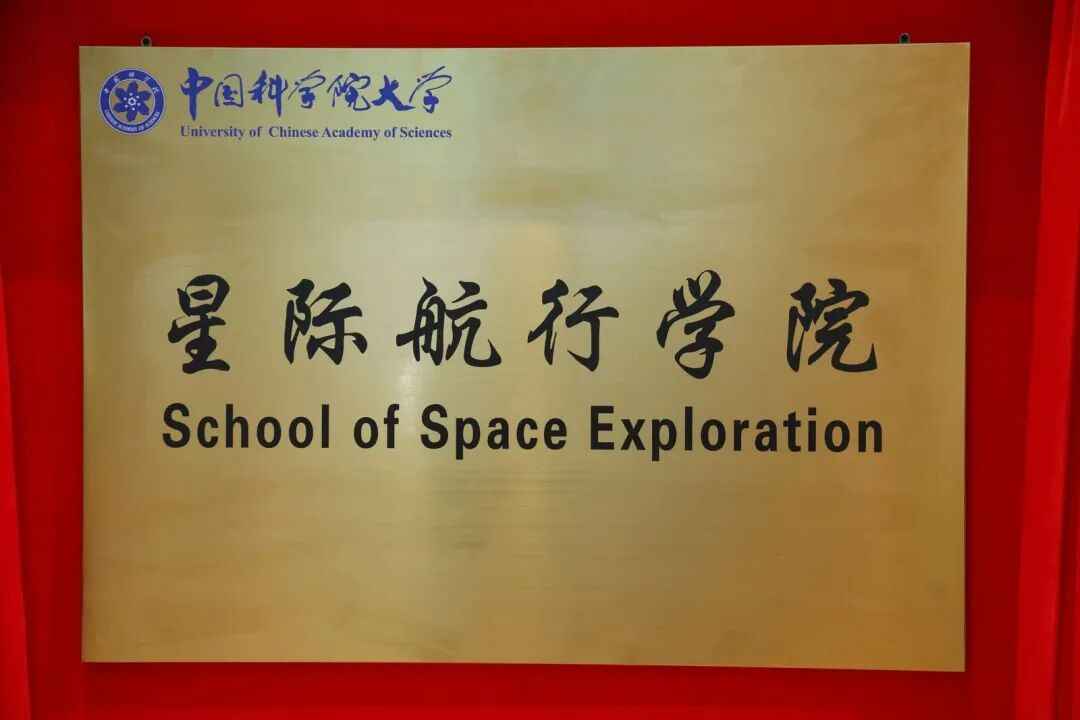 中国科学院大学
University of Chinese Academy of Sciences
星际航行学院
School of Space Exploration